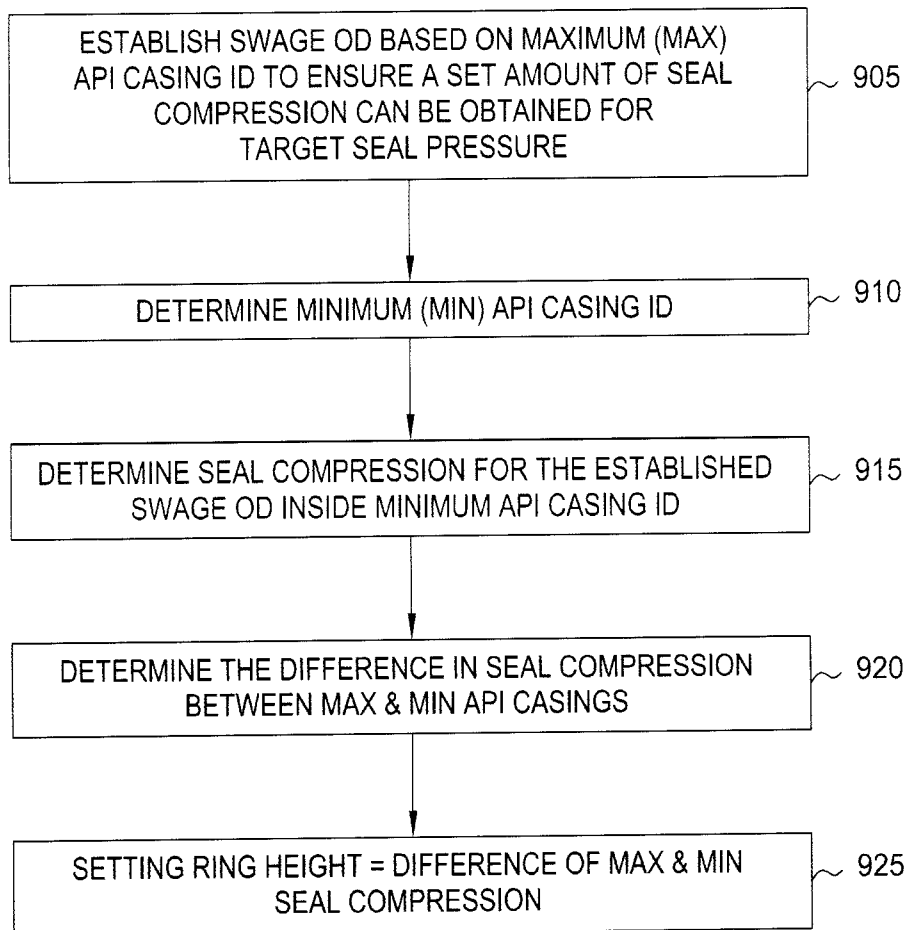 ESTABLISH SWAGE OD BASED ON MAXIMUM (MAX)
API CASING ID TO ENSURE A SET AMOUNT OF SEAL
COMPRESSION CAN BE OBTAINED FOR
TARGET SEAL PRESSURE
905
DETERMINE MINIMUM (MIN) API CASING ID
910
DETERMINE SEAL COMPRESSION FOR THE ESTABLISHED
SWAGE OD INSIDE MINIMUM API CASING ID
915
DETERMINE THE DIFFERENCE IN SEAL COMPRESSION
BETWEEN MAX & MIN API CASINGS
920
SETTING RING HEIGHT = DIFFERENCE OF MAX & MIN
SEAL COMPRESSION
925